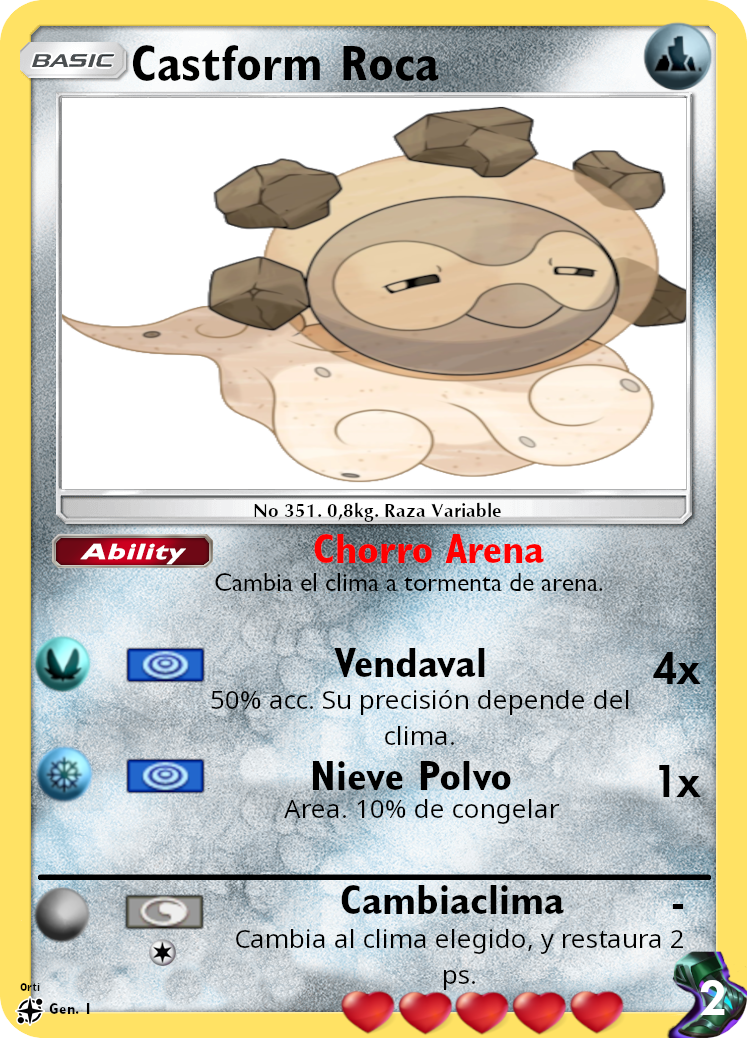 BASIC Castform Roca
No 351. 0,8kg. Raza Variable
Ability Chorro Arena
Cambia el clima a tormenta de arena.
Vendaval 4x
50% acc. Su precisión depende del
clima.
Nieve Polvo 1x
Area. 10% de congelar
Cambiaclima -
Cambia al clima elegido, y restaura 2
ps.
Orti
Gen. I
2